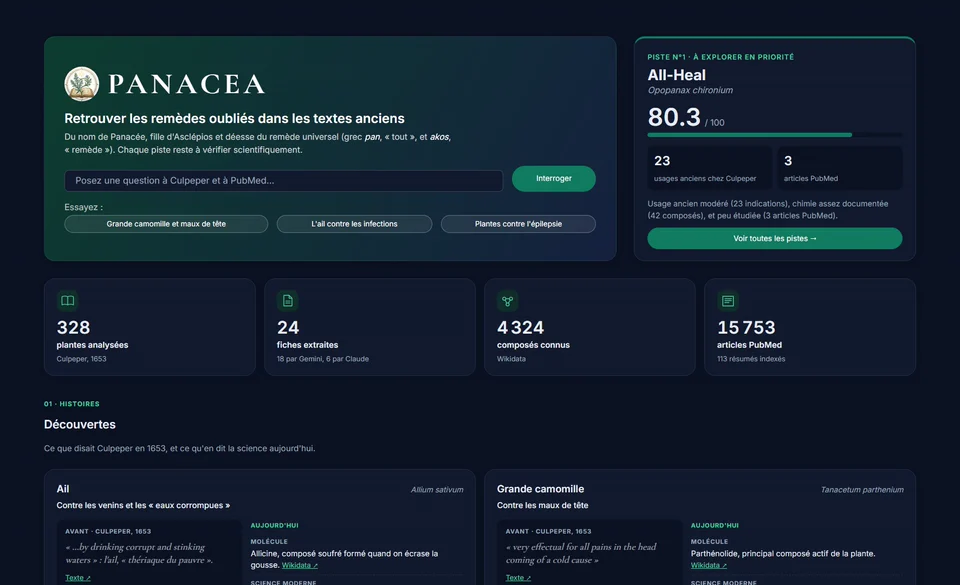 PANACEA
Retrouver les remèdes oubliés dans les textes anciens
Du nom de Panacée, fille d'Asclépios et déesse du remède universel (grec pan, « tout », et akos,
« remède »). Chaque piste reste à vérifier scientifiquement.
Posez une question à Culpeper et à PubMed...
Interroger
Essayez :
Grande camomille et maux de tête
L'ail contre les infections
Plantes contre l'épilepsie
PISTE N°1 · À EXPLORER EN PRIORITÉ
All-Heal
Opopanax chironium
80.3 / 100
23
usages anciens chez Culpeper
3
articles PubMed
Usage ancien modéré (23 indications), chimie assez documentée
(42 composés), et peu étudiée (3 articles PubMed).
Voir toutes les pistes →
328
plantes analysées
Culpeper, 1653
24
fiches extraites
18 par Gemini, 6 par Claude
4 324
composés connus
Wikidata
15 753
articles PubMed
113 résumés indexés
01 · HISTOIRES
Découvertes
Ce que disait Culpeper en 1653, et ce qu'en dit la science aujourd'hui.
Ail
Allium sativum
Contre les venins et les « eaux corrompues »
AVANT · CULPEPER, 1653
« ...by drinking corrupt and stinking
waters » : l'ail, « thériaque du pauvre ».
Texte ↗
AUJOURD'HUI
MOLÉCULE
Allicine, composé soufré formé quand on écrase la
gousse. Wikidata ↗
SCIENCE MODERNE
Grande camomille
Tanacetum parthenium
Contre les maux de tête
AVANT · CULPEPER, 1653
« very effectual for all pains in the head
coming of a cold cause »
Texte ↗
AUJOURD'HUI
MOLÉCULE
Parthénolide, principal composé actif de la plante.
Wikidata ↗
SCIENCE MODERNE